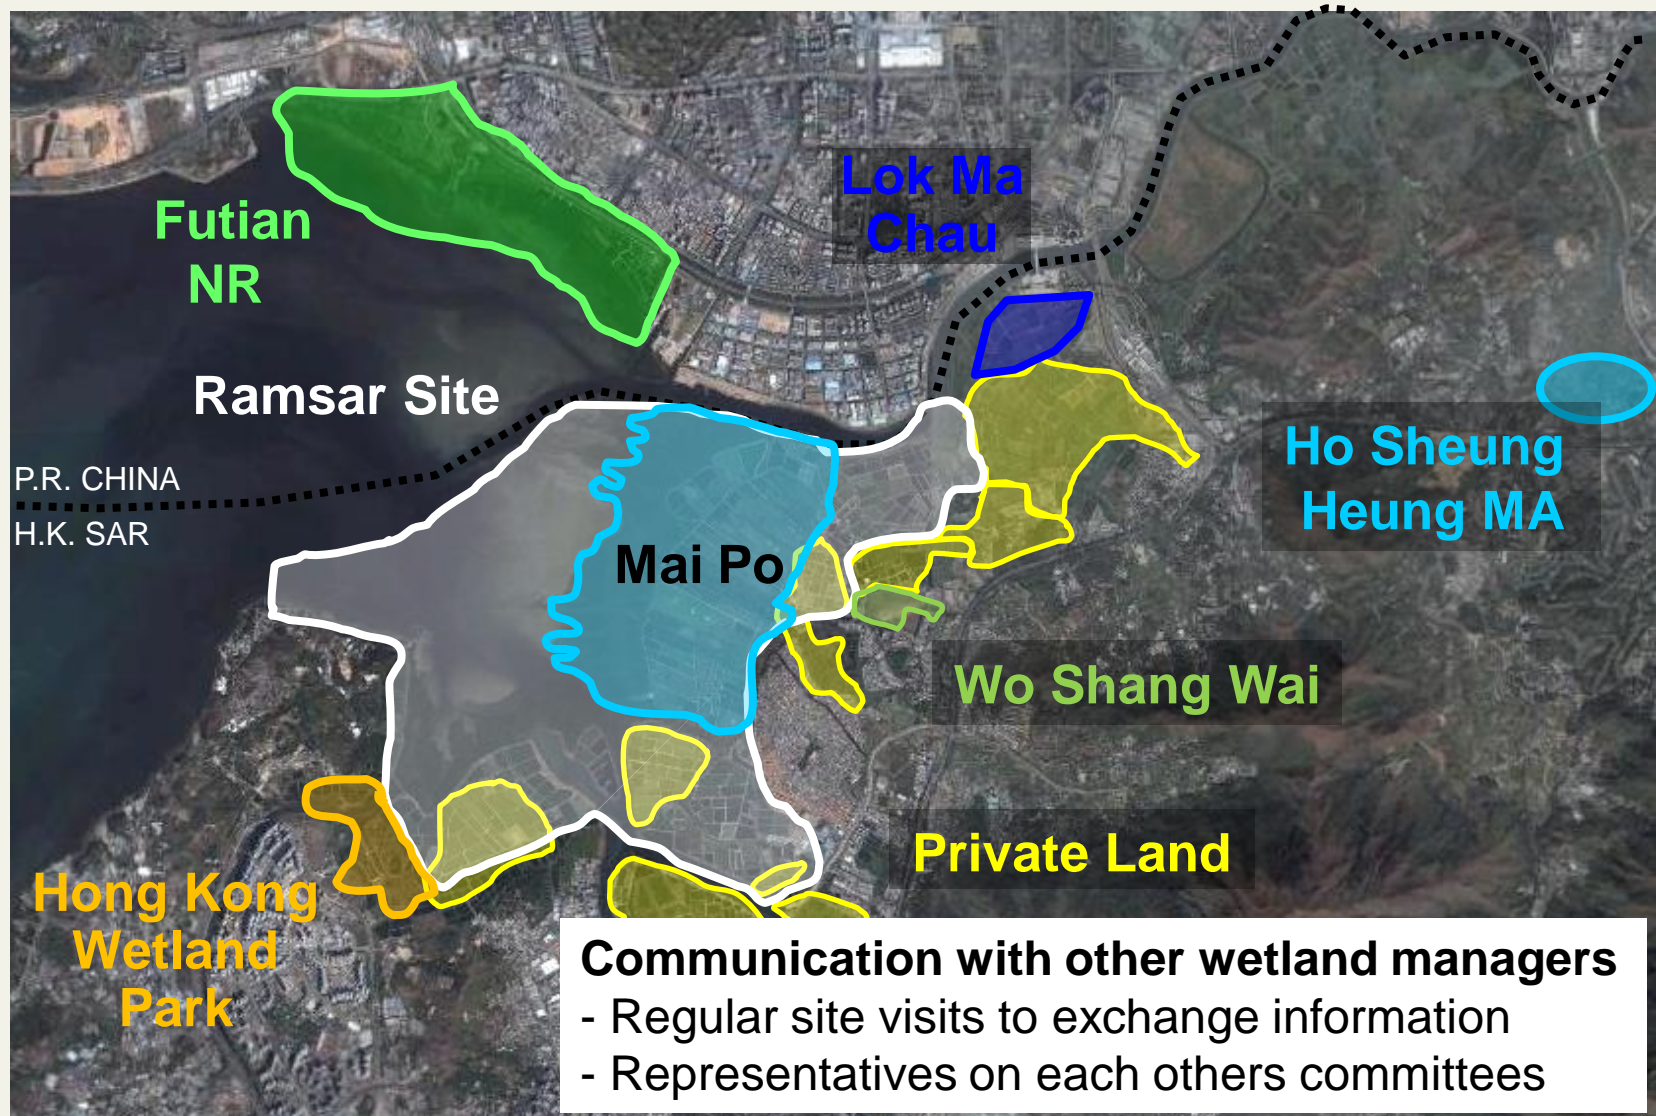 Lok Ma
Chau
Futian
NR
Ramsar Site
P.R. CHINA
H.K. SAR
Ho Sheung
Heung MA
Mai Po
Wo Shang Wai
Private Land
Hong Kong
Wetland
Park
Communication with other wetland managers
- Regular site visits to exchange information
- Representatives on each others committees